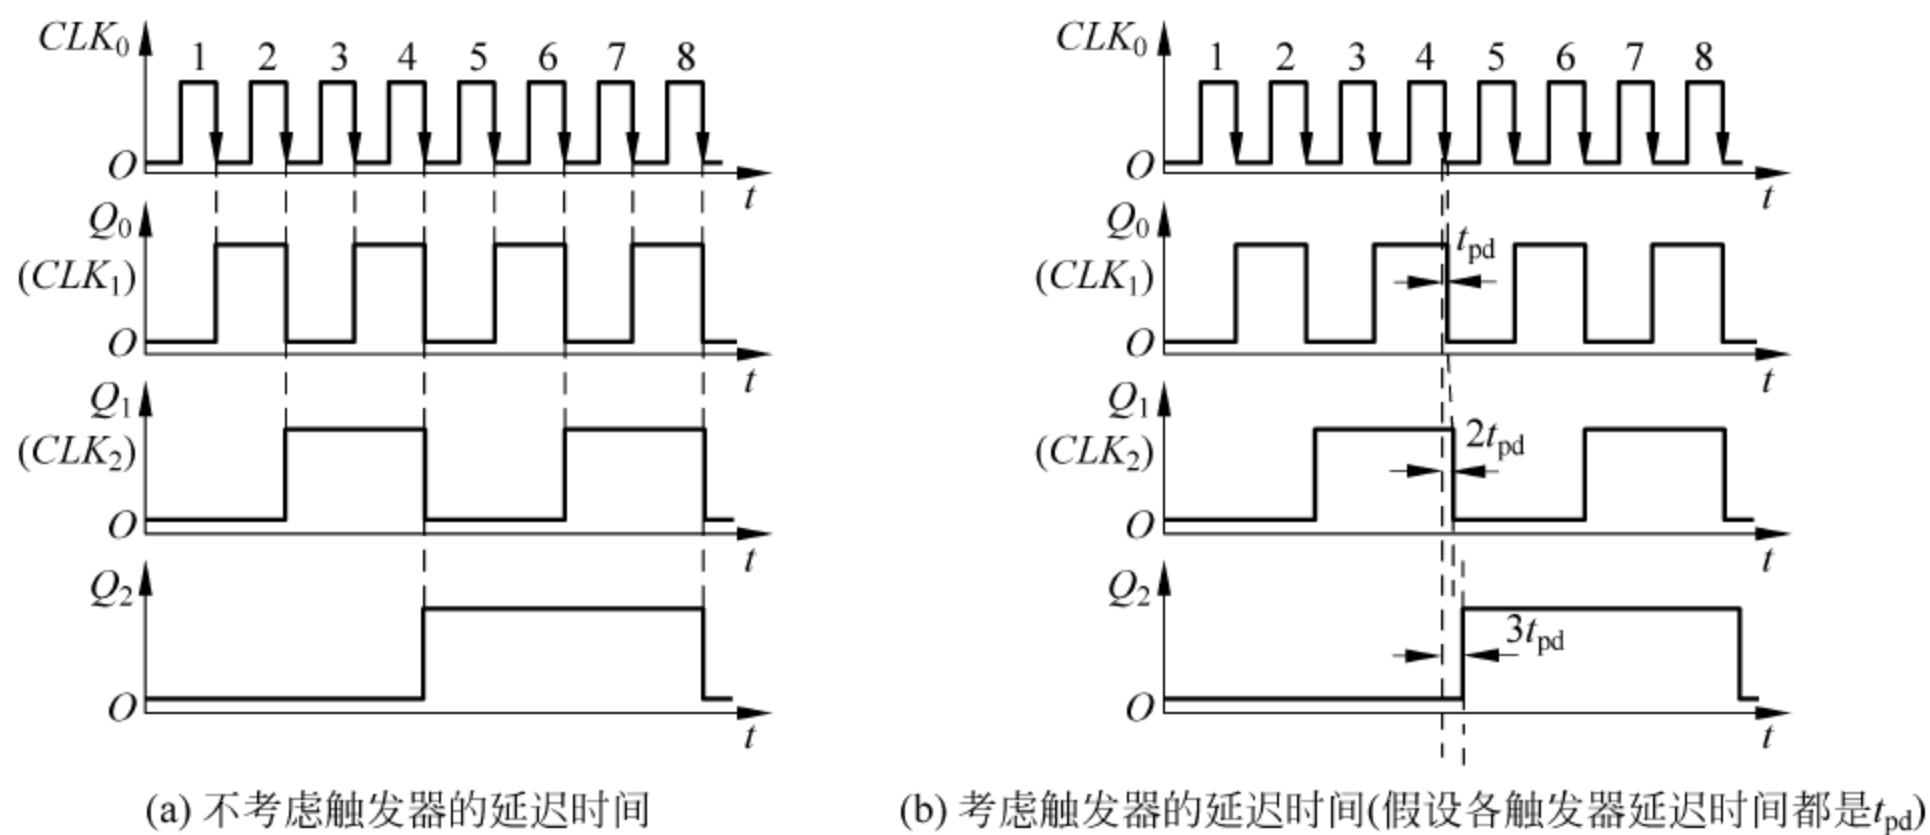 CLK₀
1 2 3 4 5 6 7 8
O
t
Q₀
(CLK₁)
O
t
Q₁
(CLK₂)
O
t
Q₂
O
t
(a) 不考虑触发器的延迟时间
CLK₀
1 2 3 4 5 6 7 8
O
t
Q₀
(CLK₁)
tpd
O
t
Q₁
(CLK₂)
2tpd
O
t
Q₂
3tpd
O
t
(b) 考虑触发器的延迟时间(假设各触发器延迟时间都是tpd)